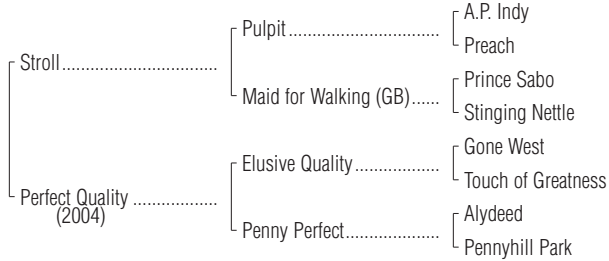 A.P. Indy
Pulpit
Preach
Stroll
Prince Sabo
Maid for Walking (GB)
Stinging Nettle
Gone West
Elusive Quality
Touch of Greatness
Perfect Quality
(2004)
Alydeed
Penny Perfect
Pennyhill Park